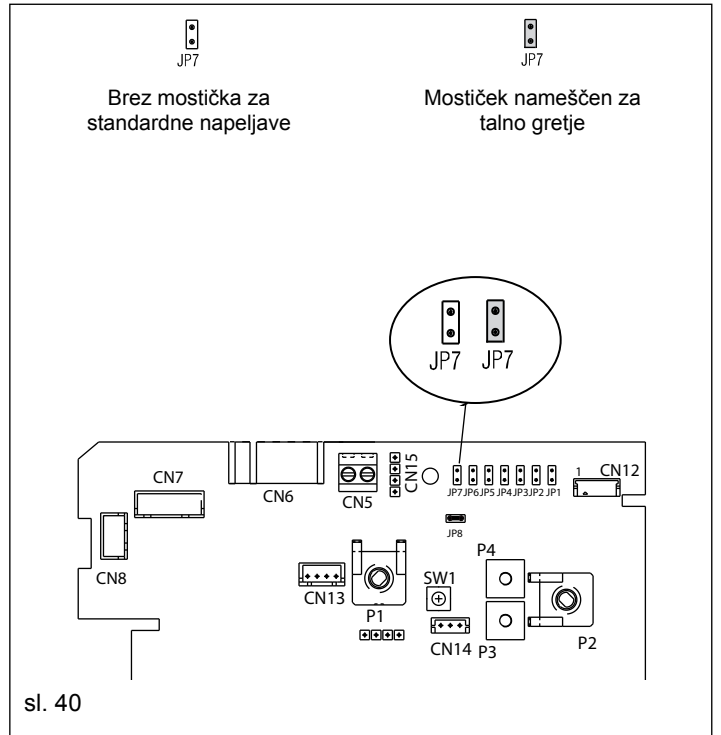 JP7
JP7
Brez mostička za
standardne napeljave
Mostiček nameščen za
talno gretje
JP7
JP7
CN7
CN6
CN5
CN15
JP7 JP6 JP5 JP4 JP3 JP2 JP1
1
CN12
JP8
CN8
CN13
P1
SW1
CN14
P4
P3
P2
sl. 40